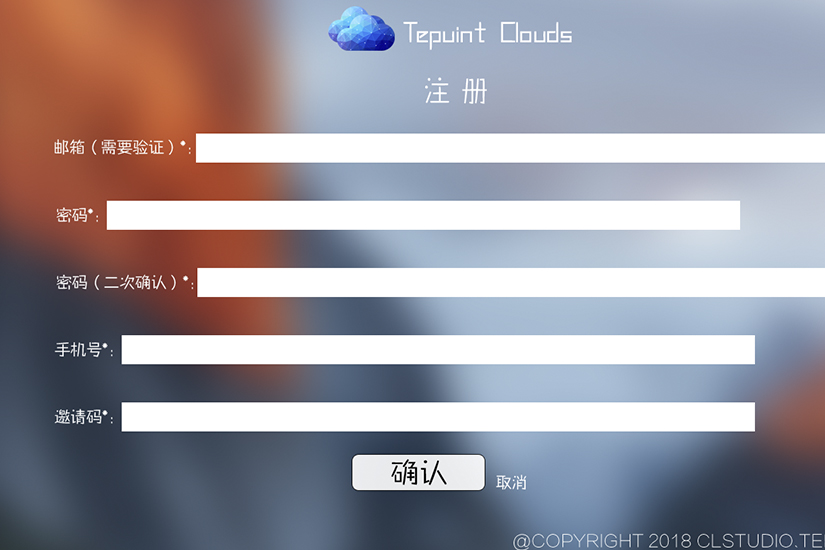 Tepuint Clouds
注 册
邮箱（需要验证）*：
密码*：
密码（二次确认）*：
手机号*：
邀请码*：
确认 取消
@COPYRIGHT 2018 CLSTUDIO.TE